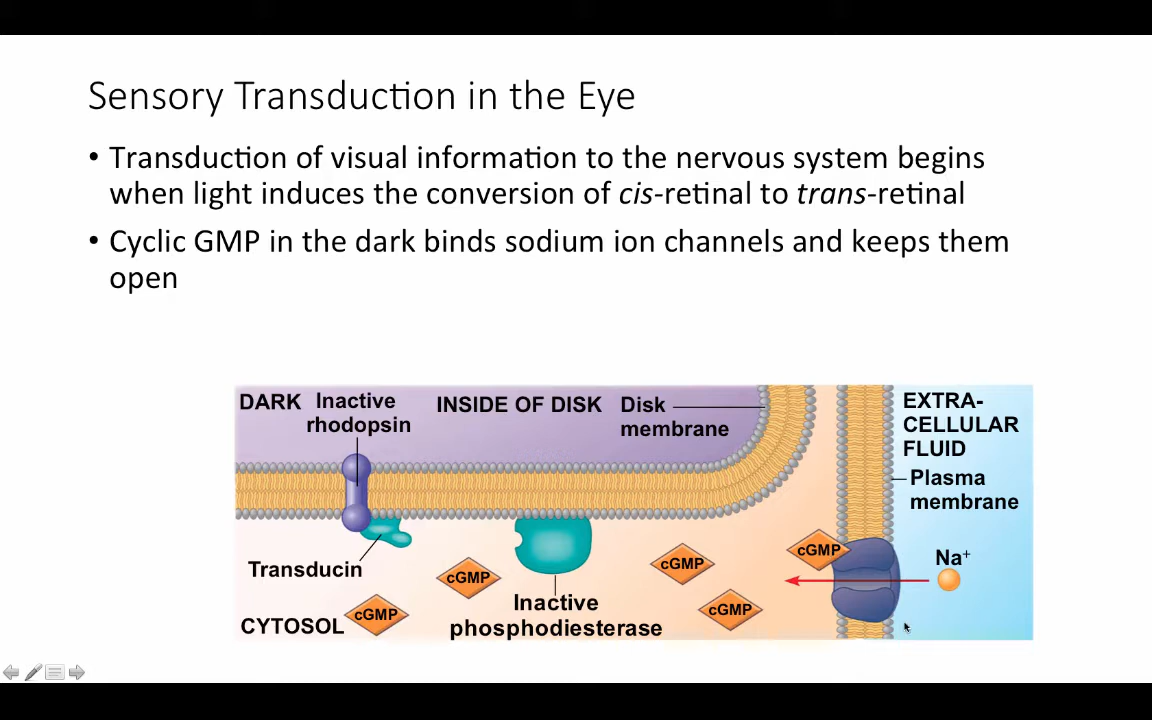 Sensory Transduction in the Eye
• Transduction of visual information to the nervous system begins
when light induces the conversion of cis-retinal to trans-retinal
• Cyclic GMP in the dark binds sodium ion channels and keeps them
open
DARK
Inactive
rhodopsin
INSIDE OF DISK
Disk
membrane
EXTRA-
CELLULAR
FLUID
Plasma
membrane
Transducin
CYTOSOL
cGMP
cGMP
Inactive
phosphodiesterase
cGMP
cGMP
cGMP
Na⁺